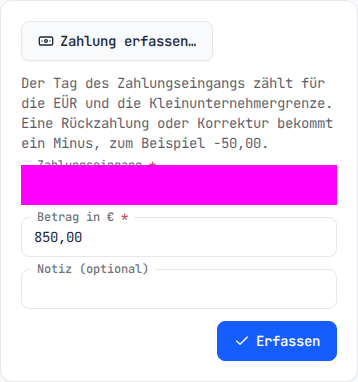 Zahlung erfassen…
Der Tag des Zahlungseingangs zählt für
die EÜR und die Kleinunternehmergrenze.
Eine Rückzahlung oder Korrektur bekommt
ein Minus, zum Beispiel -50,00.
Zahlungseingang *
Betrag in € *
850,00
Notiz (optional)
Erfassen